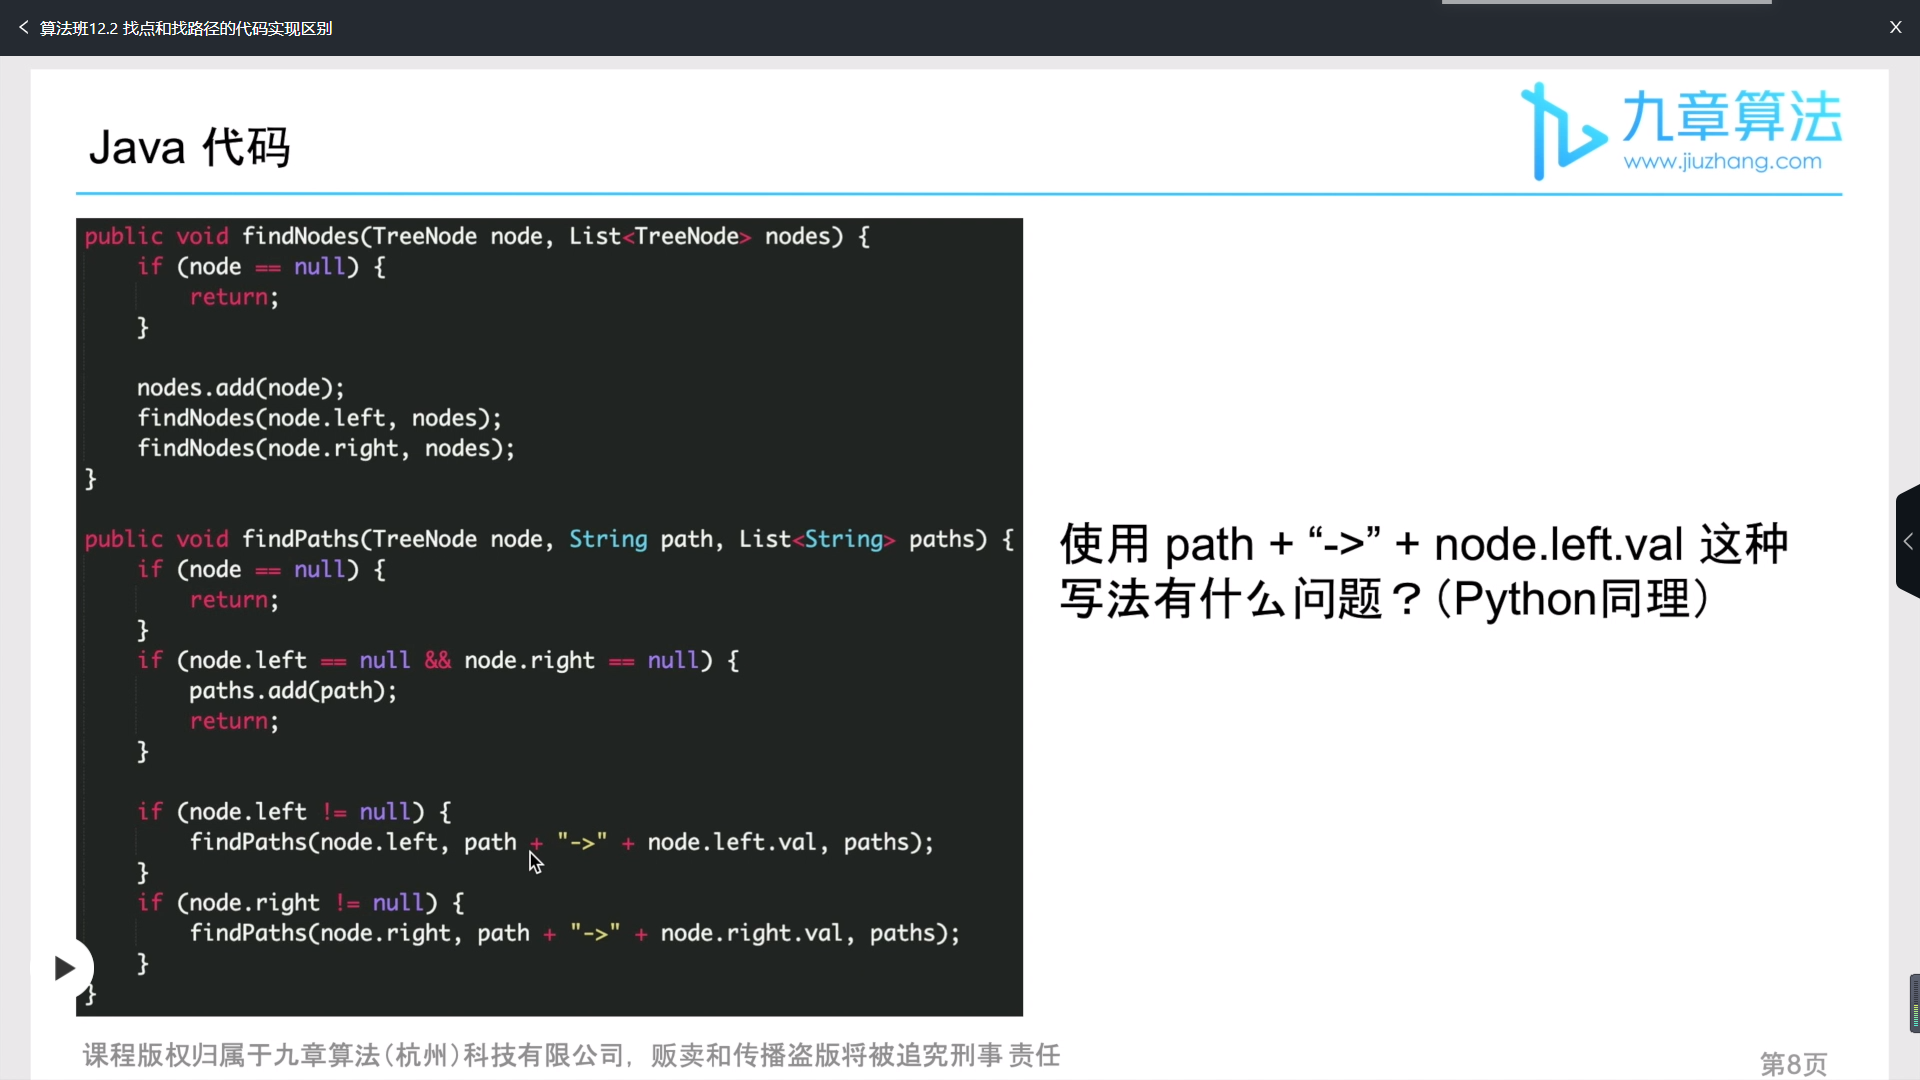 算法班12.2 找点和找路径的代码实现区别
X
Java 代码
九章算法
www.jiuzhang.com
public void findNodes(TreeNode node, List<TreeNode> nodes) {
    if (node == null) {
        return;
    }

    nodes.add(node);
    findNodes(node.left, nodes);
    findNodes(node.right, nodes);
}

public void findPaths(TreeNode node, String path, List<String> paths) {
    if (node == null) {
        return;
    }
    if (node.left == null && node.right == null) {
        paths.add(path);
        return;
    }

    if (node.left != null) {
        findPaths(node.left, path + "->" + node.left.val, paths);
    }
    if (node.right != null) {
        findPaths(node.right, path + "->" + node.right.val, paths);
    }
}
使用 path + “->” + node.left.val 这种
写法有什么问题？（Python同理）
课程版权归属于九章算法（杭州）科技有限公司，贩卖和传播盗版将被追究刑事责任
第8页